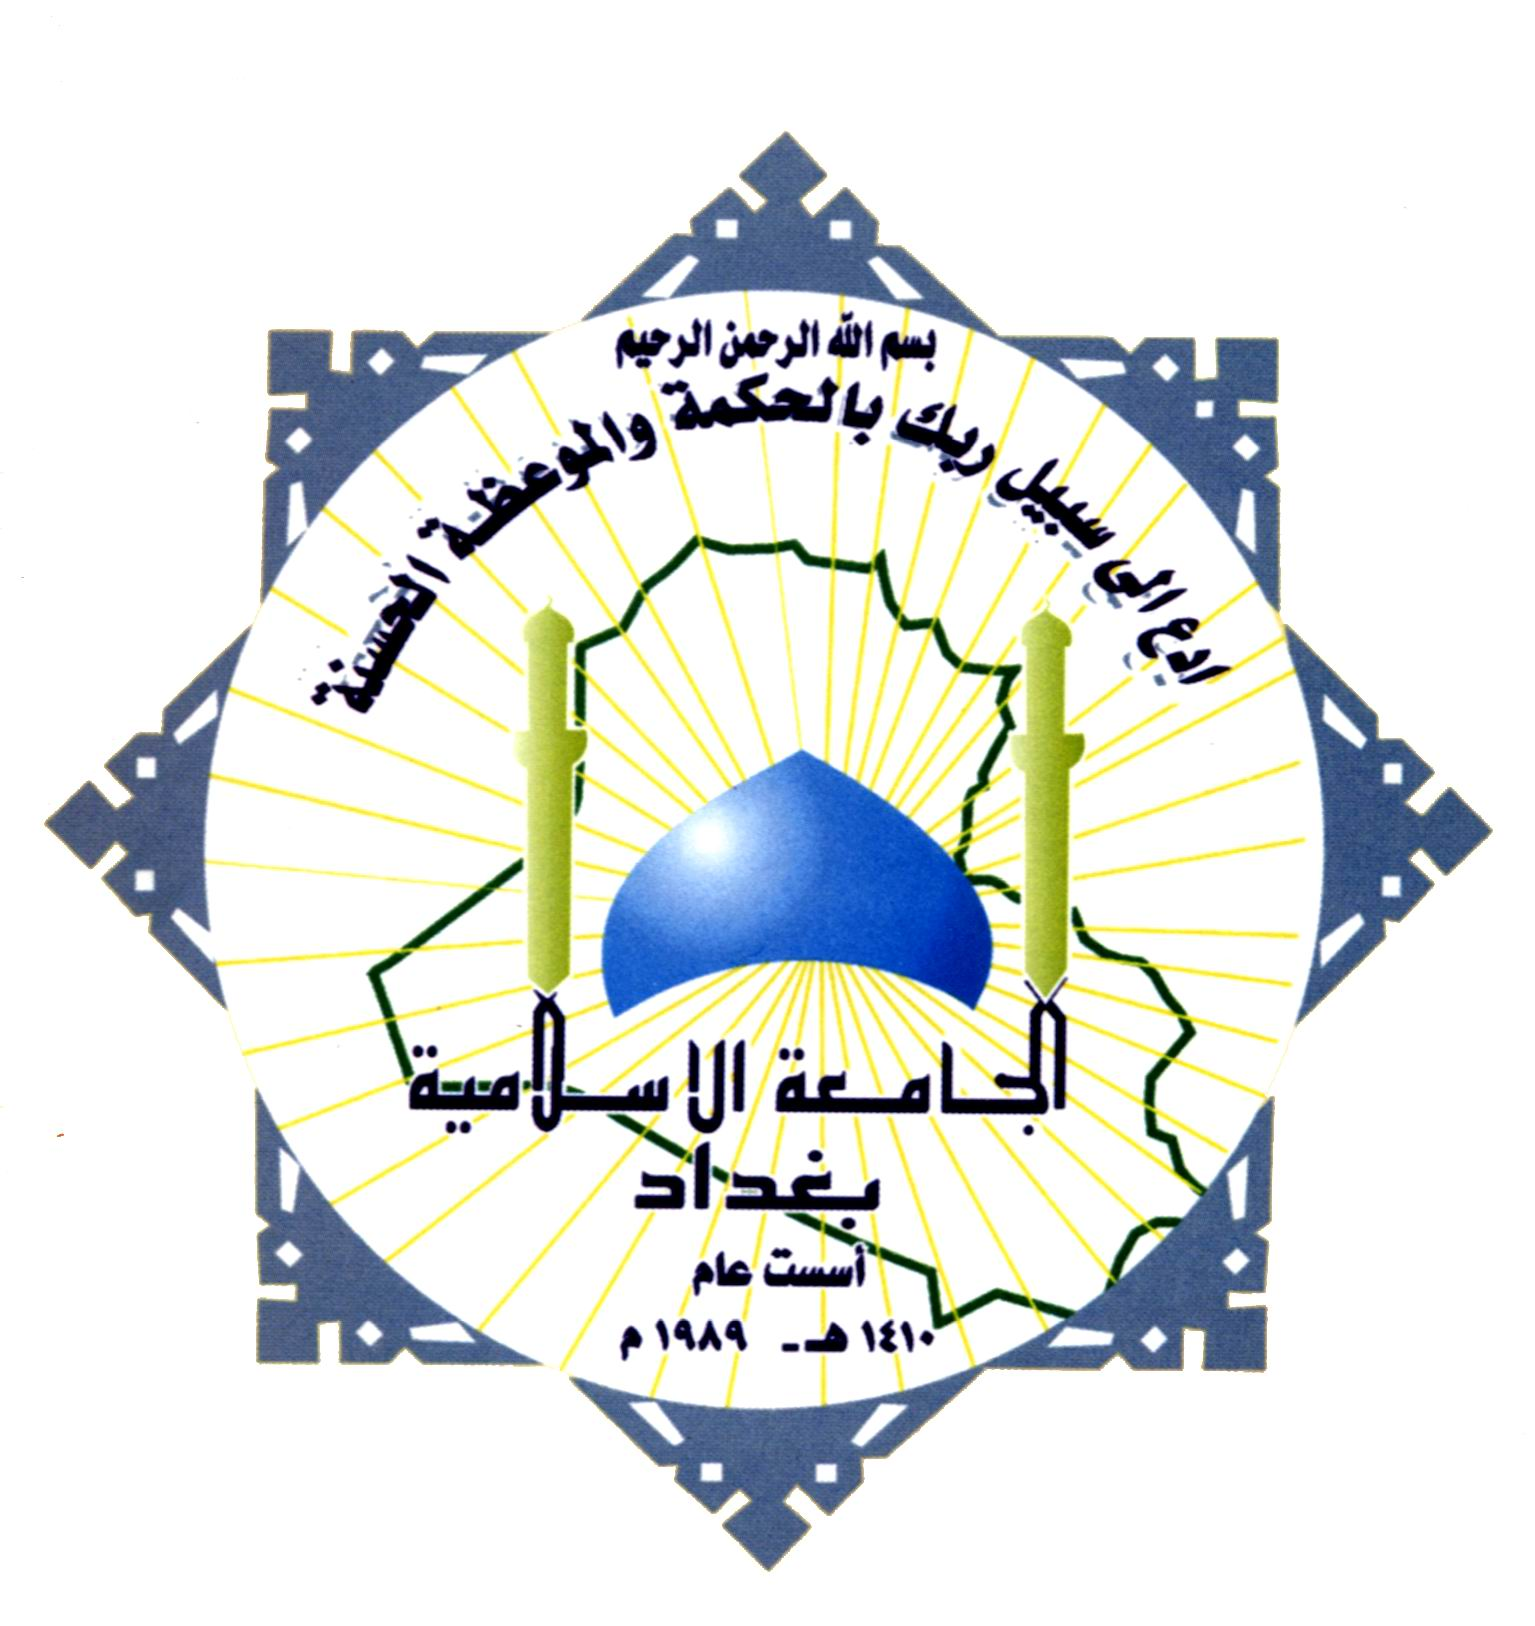 بسم الله الرحمن الرحيم
ادع الى سبيل ربك بالحكمة والموعظة الحسنة
الجامعة الاسلامية
بغداد
أسست عام
١٤١٠ هـ - ١٩٨٩ م